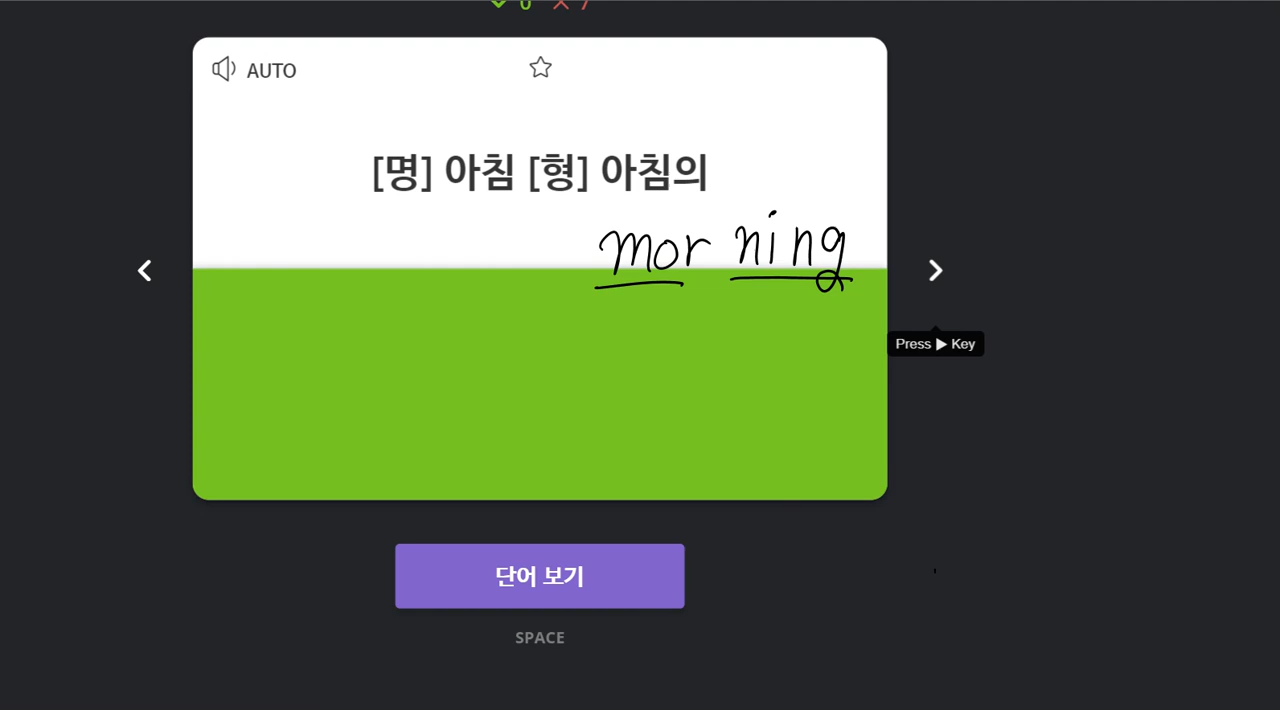 AUTO
[명] 아침 [형] 아침의
mor ning
Press ▶ Key
단어 보기
SPACE